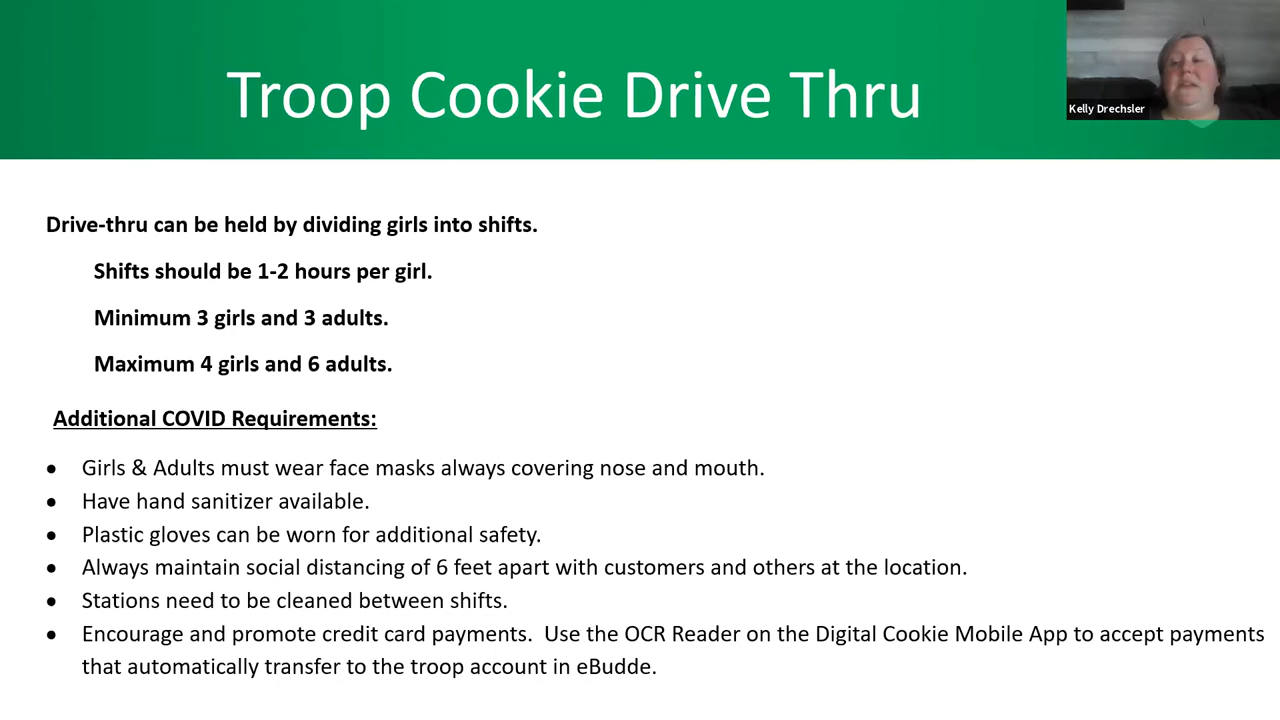 Troop Cookie Drive Thru
Kelly Drechsler
Drive-thru can be held by dividing girls into shifts.
Shifts should be 1-2 hours per girl.
Minimum 3 girls and 3 adults.
Maximum 4 girls and 6 adults.
Additional COVID Requirements:
• Girls & Adults must wear face masks always covering nose and mouth.
• Have hand sanitizer available.
• Plastic gloves can be worn for additional safety.
• Always maintain social distancing of 6 feet apart with customers and others at the location.
• Stations need to be cleaned between shifts.
• Encourage and promote credit card payments.  Use the OCR Reader on the Digital Cookie Mobile App to accept payments
that automatically transfer to the troop account in eBudde.